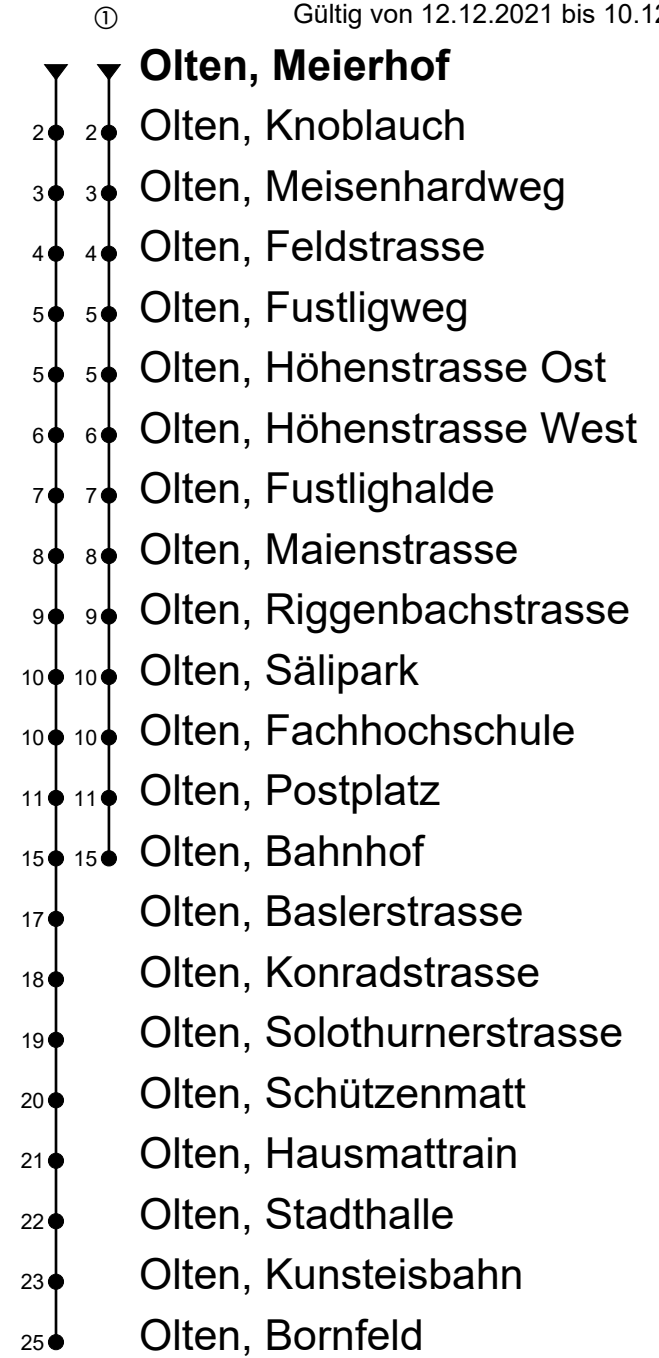 ① Gültig von 12.12.2021 bis 10.12
Olten, Meierhof
2 2 Olten, Knoblauch
3 3 Olten, Meisenhardweg
4 4 Olten, Feldstrasse
5 5 Olten, Fustligweg
5 5 Olten, Höhenstrasse Ost
6 6 Olten, Höhenstrasse West
7 7 Olten, Fustlighalde
8 8 Olten, Maienstrasse
9 9 Olten, Riggenbachstrasse
10 10 Olten, Sälipark
10 10 Olten, Fachhochschule
11 11 Olten, Postplatz
15 15 Olten, Bahnhof
17 Olten, Baslerstrasse
18 Olten, Konradstrasse
19 Olten, Solothurnerstrasse
20 Olten, Schützenmatt
21 Olten, Hausmattrain
22 Olten, Stadthalle
23 Olten, Kunsteisbahn
25 Olten, Bornfeld